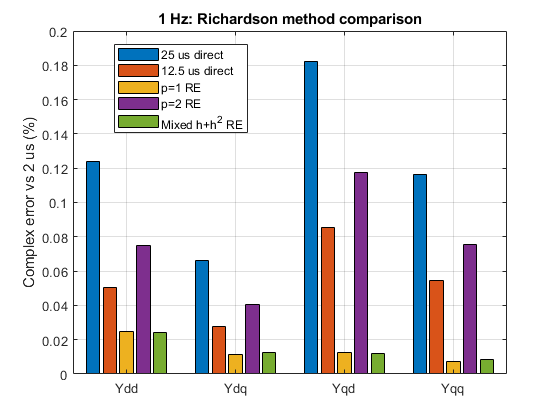 1 Hz: Richardson method comparison
0.2
0.18
0.16
0.14
0.12
0.1
0.08
0.06
0.04
0.02
0
Complex error vs 2 us (%)
25 us direct
12.5 us direct
p=1 RE
p=2 RE
Mixed h+h² RE
Ydd Ydq Yqd Yqq